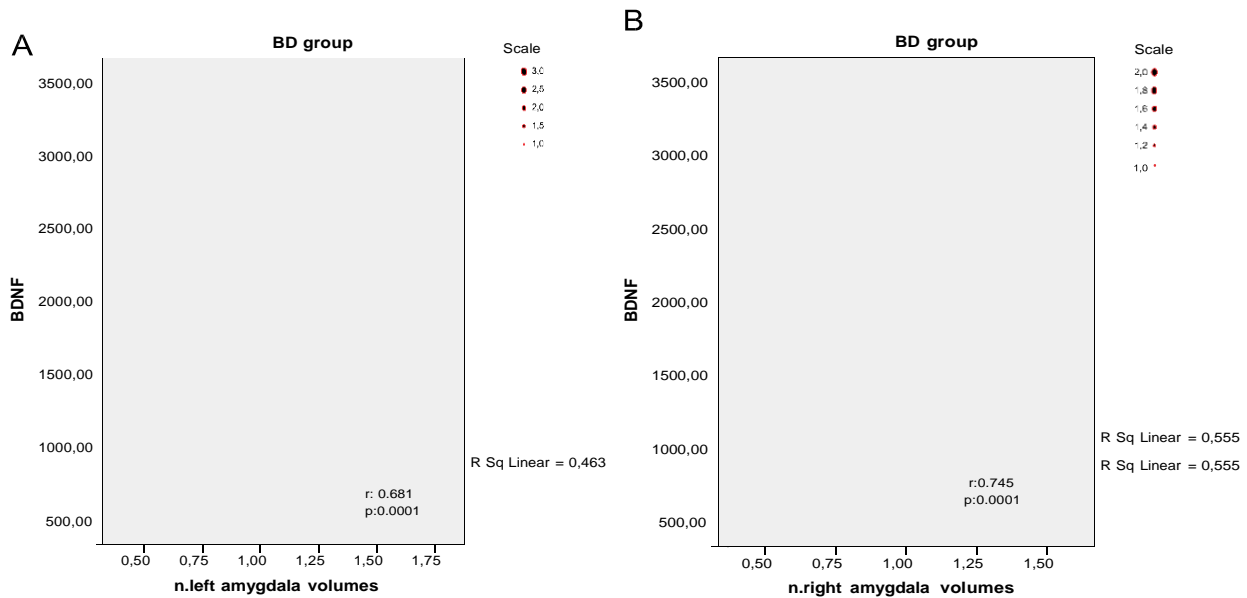 A
BD group
Scale
3.0
2,5
2,0
1,5
1,0
3500,00
3000,00
2500,00
2000,00
1500,00
1000,00
500,00
BDNF
R Sq Linear = 0,463
r: 0.681
p:0.0001
0,50 0,75 1,00 1,25 1,50 1,75
n.left amygdala volumes
B
BD group
Scale
2,0
1,8
1,6
1,4
1,2
1,0
3500,00
3000,00
2500,00
2000,00
1500,00
1000,00
500,00
BDNF
R Sq Linear = 0,555
R Sq Linear = 0,555
r:0.745
p:0.0001
0,50 0,75 1,00 1,25 1,50
n.right amygdala volumes